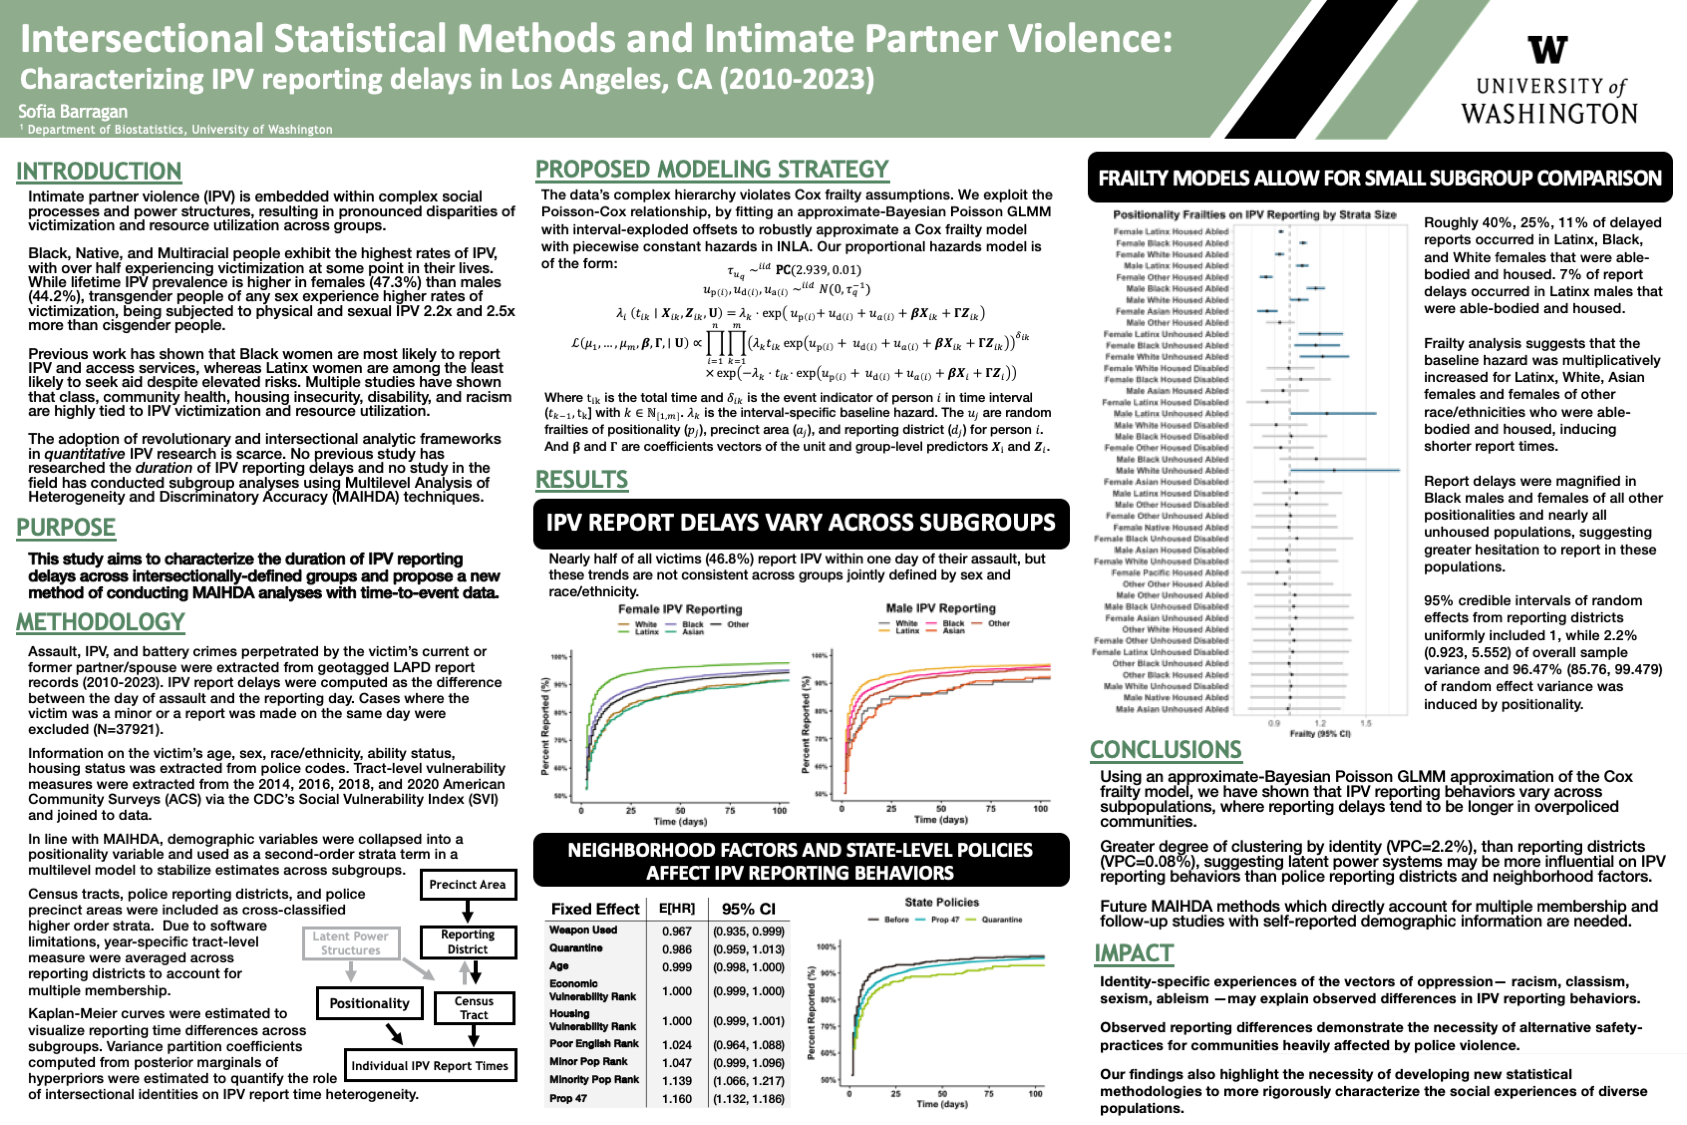 Intersectional Statistical Methods and Intimate Partner Violence:
Characterizing IPV reporting delays in Los Angeles, CA (2010-2023)
Sofia Barragan
1 Department of Biostatistics, University of Washington
W
UNIVERSITY of
WASHINGTON
INTRODUCTION
Intimate partner violence (IPV) is embedded within complex social
processes and power structures, resulting in pronounced disparities of
victimization and resource utilization across groups.
Black, Native, and Multiracial people exhibit the highest rates of IPV,
with over half experiencing victimization at some point in their lives.
While lifetime IPV prevalence is higher in females (47.3%) than males
(44.2%), transgender people of any sex experience higher rates of
victimization, being subjected to physical and sexual IPV 2.2x and 2.5x
more than cisgender people.
Previous work has shown that Black women are most likely to report
IPV and access services, whereas Latinx women are among the least
likely to seek aid despite elevated risks. Multiple studies have shown
that class, community health, housing insecurity, disability, and racism
are highly tied to IPV victimization and resource utilization.
The adoption of revolutionary and intersectional analytic frameworks
in quantitative IPV research is scarce. No previous study has
researched the duration of IPV reporting delays and no study in the
field has conducted subgroup analyses using Multilevel Analysis of
Heterogeneity and Discriminatory Accuracy (MAIHDA) techniques.
PURPOSE
This study aims to characterize the duration of IPV reporting
delays across intersectionally-defined groups and propose a new
method of conducting MAIHDA analyses with time-to-event data.
METHODOLOGY
Assault, IPV, and battery crimes perpetrated by the victim's current or
former partner/spouse were extracted from geotagged LAPD report
records (2010-2023). IPV report delays were computed as the difference
between the day of assault and the reporting day. Cases where the
victim was a minor or a report was made on the same day were
excluded (N=37921).
Information on the victim's age, sex, race/ethnicity, ability status,
housing status was extracted from police codes. Tract-level vulnerability
measures were extracted from the 2014, 2016, 2018, and 2020 American
Community Surveys (ACS) via the CDC's Social Vulnerability Index (SVI)
and joined to data.
In line with MAIHDA, demographic variables were collapsed into a
positionality variable and used as a second-order strata term in a
multilevel model to stabilize estimates across subgroups.
Census tracts, police reporting districts, and police
precinct areas were included as cross-classified
higher order strata. Due to software
limitations, year-specific tract-level
measure were averaged across
reporting districts to account for
multiple membership.
Kaplan-Meier curves were estimated to
visualize reporting time differences across
subgroups. Variance partition coefficients
computed from posterior marginals of
hyperpriors were estimated to quantify the role
of intersectional identities on IPV report time heterogeneity.
Precinct Area
Latent Power
Structures
Reporting
District
Positionality
Census
Tract
Individual IPV Report Times
PROPOSED MODELING STRATEGY
The data's complex hierarchy violates Cox frailty assumptions. We exploit the
Poisson-Cox relationship, by fitting an approximate-Bayesian Poisson GLMM
with interval-exploded offsets to robustly approximate a Cox frailty model
with piecewise constant hazards in INLA. Our proportional hazards model is
of the form:
τ_{u_q} ~^{iid} PC(2.939, 0.01)
u_{p(i)}, u_{d(i)}, u_{a(i)} ~^{iid} N(0, τ_q^{-1})
λ_i (t_{ik} | X_{ik}, Z_{ik}, U) = λ_k · exp( u_{p(i)} + u_{d(i)} + u_{a(i)} + βX_{ik} + ΓZ_{ik})
ℒ(μ_1, …, μ_m, β, Γ, | U) ∝ ∏_{i=1}^{n} ∏_{k=1}^{m} (λ_k t_{ik} exp(u_{p(i)} + u_{d(i)} + u_{a(i)} + βX_{ik} + ΓZ_{ik}))^{δ_{ik}}
× exp(−λ_k · t_{ik} · exp(u_{p(i)} + u_{d(i)} + u_{a(i)} + βX_i + ΓZ_i))
Where t_{ik} is the total time and δ_{ik} is the event indicator of person i in time interval
(t_{k−1}, t_k] with k ∈ ℕ_{[1,m]}. λ_k is the interval-specific baseline hazard. The u_j are random
frailties of positionality (p_j), precinct area (a_j), and reporting district (d_j) for person i.
And β and Γ are coefficients vectors of the unit and group-level predictors X_i and Z_i.
RESULTS
IPV REPORT DELAYS VARY ACROSS SUBGROUPS
Nearly half of all victims (46.8%) report IPV within one day of their assault, but
these trends are not consistent across groups jointly defined by sex and
race/ethnicity.
Female IPV Reporting
White Black Other
Latinx Asian
Percent Reported (%)
100%
90%
80%
70%
60%
50%
0 25 50 75 100
Time (days)
Male IPV Reporting
White Black Other
Latinx Asian
Percent Reported (%)
100%
90%
80%
70%
60%
50%
0 25 50 75 100
Time (days)
NEIGHBORHOOD FACTORS AND STATE-LEVEL POLICIES
AFFECT IPV REPORTING BEHAVIORS
Fixed Effect E[HR] 95% CI
Weapon Used 0.967 (0.935, 0.999)
Quarantine 0.986 (0.959, 1.013)
Age 0.999 (0.998, 1.000)
Economic
Vulnerability Rank 1.000 (0.999, 1.000)
Housing
Vulnerability Rank 1.000 (0.999, 1.001)
Poor English Rank 1.024 (0.964, 1.088)
Minor Pop Rank 1.047 (0.999, 1.096)
Minority Pop Rank 1.139 (1.066, 1.217)
Prop 47 1.160 (1.132, 1.186)
State Policies
Before Prop 47 Quarantine
Percent Reported (%)
100%
90%
80%
70%
60%
50%
0 25 50 75 100
Time (days)
FRAILTY MODELS ALLOW FOR SMALL SUBGROUP COMPARISON
Positionality Frailties on IPV Reporting by Strata Size
Female Latinx Housed Abled
Female Black Housed Abled
Female White Housed Abled
Male Latinx Housed Abled
Female Other Housed Abled
Male Black Housed Abled
Male White Housed Abled
Female Asian Housed Abled
Male Other Housed Abled
Female Latinx Unhoused Abled
Female Black Unhoused Abled
Female White Unhoused Abled
Female White Housed Disabled
Female Black Housed Disabled
Male Asian Housed Abled
Female Latinx Housed Disabled
Male Latinx Unhoused Abled
Male White Housed Disabled
Male Black Housed Disabled
Female Other Housed Disabled
Male Black Unhoused Abled
Male White Unhoused Abled
Female Asian Housed Disabled
Male Latinx Housed Disabled
Male Other Housed Disabled
Female Other Unhoused Abled
Female Native Housed Abled
Female Black Unhoused Disabled
Male Asian Housed Disabled
Female White Unhoused Disabled
Female Pacific Housed Abled
Other Other Housed Abled
Male Other Unhoused Abled
Male Black Unhoused Disabled
Female Asian Unhoused Abled
Other White Housed Abled
Female Other Unhoused Disabled
Female Latinx Unhoused Disabled
Other Black Unhoused Abled
Other Black Housed Abled
Male White Unhoused Disabled
Male Native Housed Abled
Male Asian Unhoused Abled
0.9 1.2 1.5
Frailty (95% CI)
Roughly 40%, 25%, 11% of delayed
reports occurred in Latinx, Black,
and White females that were able-
bodied and housed. 7% of report
delays occurred in Latinx males that
were able-bodied and housed.
Frailty analysis suggests that the
baseline hazard was multiplicatively
increased for Latinx, White, Asian
females and females of other
race/ethnicities who were able-
bodied and housed, inducing
shorter report times.
Report delays were magnified in
Black males and females of all other
positionalities and nearly all
unhoused populations, suggesting
greater hesitation to report in these
populations.
95% credible intervals of random
effects from reporting districts
uniformly included 1, while 2.2%
(0.923, 5.552) of overall sample
variance and 96.47% (85.76, 99.479)
of random effect variance was
induced by positionality.
CONCLUSIONS
Using an approximate-Bayesian Poisson GLMM approximation of the Cox
frailty model, we have shown that IPV reporting behaviors vary across
subpopulations, where reporting delays tend to be longer in overpoliced
communities.
Greater degree of clustering by identity (VPC=2.2%), than reporting districts
(VPC=0.08%), suggesting latent power systems may be more influential on IPV
reporting behaviors than police reporting districts and neighborhood factors.
Future MAIHDA methods which directly account for multiple membership and
follow-up studies with self-reported demographic information are needed.
IMPACT
Identity-specific experiences of the vectors of oppression— racism, classism,
sexism, ableism —may explain observed differences in IPV reporting behaviors.
Observed reporting differences demonstrate the necessity of alternative safety-
practices for communities heavily affected by police violence.
Our findings also highlight the necessity of developing new statistical
methodologies to more rigorously characterize the social experiences of diverse
populations.